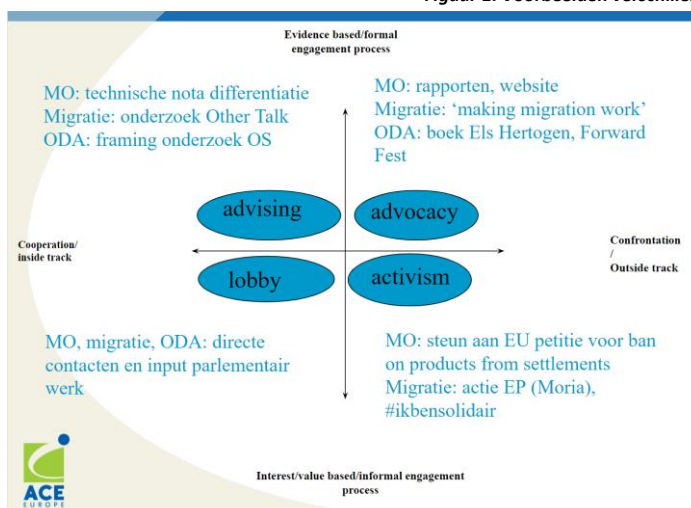 Evidence based/formal
engagement process
MO: technische nota differentiatie
Migratie: onderzoek Other Talk
ODA: framing onderzoek OS
MO: rapporten, website
Migratie: ‘making migration work’
ODA: boek Els Hertogen, Forward
Fest
advising
advocacy
Cooperation/
inside track
Confrontation
/
Outside track
lobby
activism
MO, migratie, ODA: directe
contacten en input parlementair
werk
MO: steun aan EU petitie voor ban
on products from settlements
Migratie: actie EP (Moria),
#ikbensolidair
ACE
EUROPE
Interest/value based/informal engagement
process